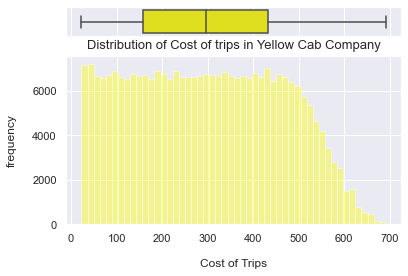 Distribution of Cost of trips in Yellow Cab Company
6000
4000
2000
0
frequency
0 100 200 300 400 500 600 700
Cost of Trips